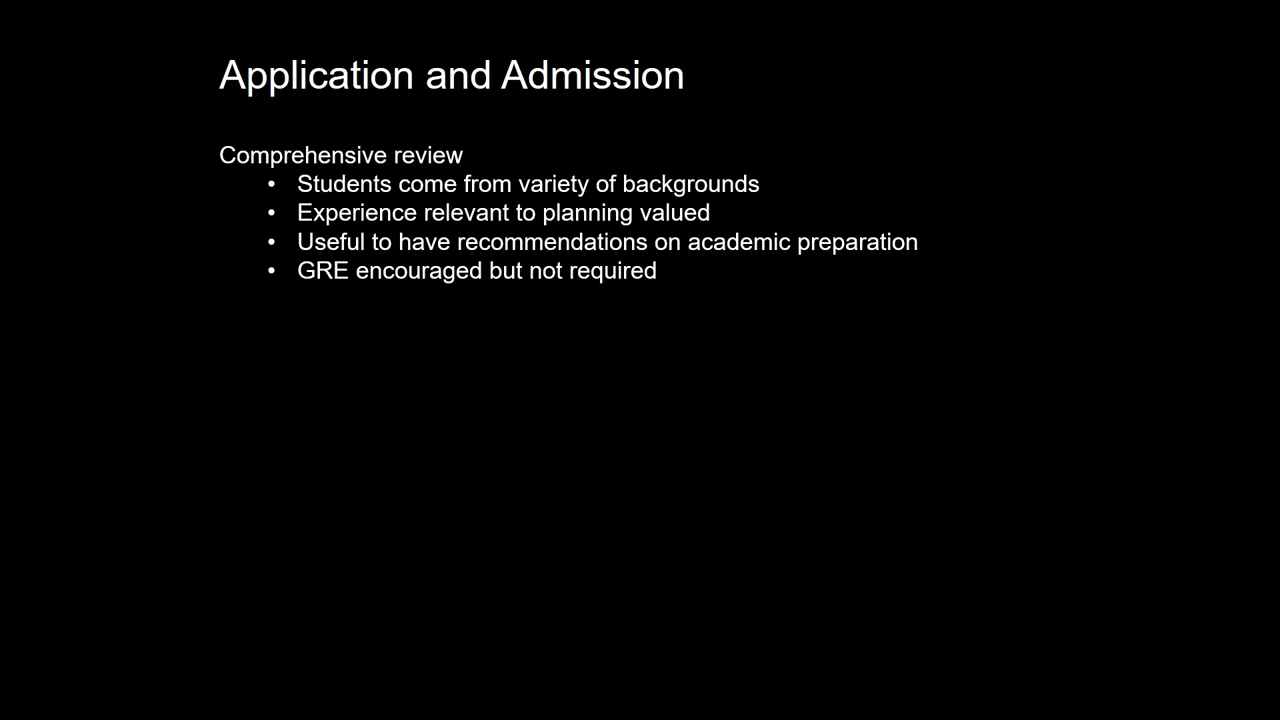 Application and Admission
Comprehensive review
• Students come from variety of backgrounds
• Experience relevant to planning valued
• Useful to have recommendations on academic preparation
• GRE encouraged but not required